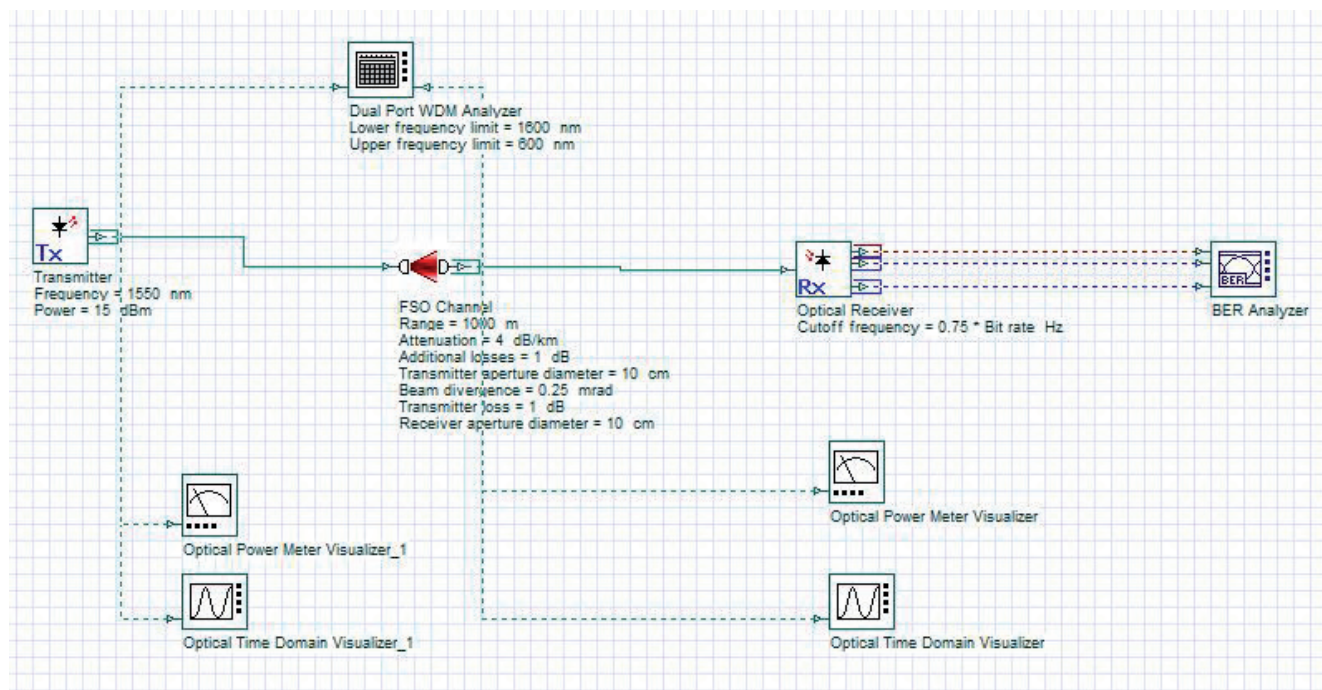 Dual Port WDM Analyzer
Lower frequency limit = 1600 nm
Upper frequency limit = 600 nm
Tx
Transmitter
Frequency = 1550 nm
Power = 15 dBm
FSO Channel
Range = 1000 m
Attenuation = 4 dB/km
Additional losses = 1 dB
Transmitter aperture diameter = 10 cm
Beam divergence = 0.25 mrad
Transmitter loss = 1 dB
Receiver aperture diameter = 10 cm
Rx
Optical Receiver
Cutoff frequency = 0.75 * Bit rate Hz
BER
BER Analyzer
Optical Power Meter Visualizer_1
Optical Power Meter Visualizer
Optical Time Domain Visualizer_1
Optical Time Domain Visualizer